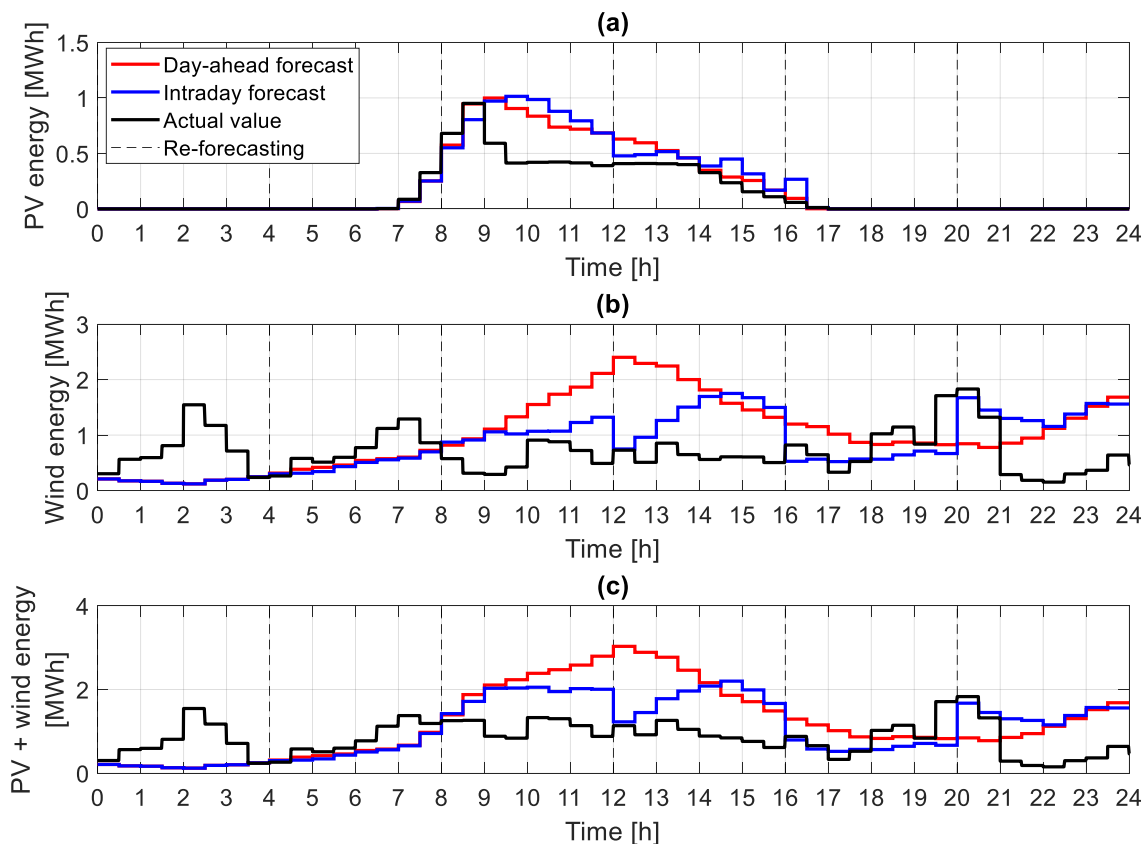 (a)
PV energy [MWh]
1.5
1
0.5
0
Day-ahead forecast
Intraday forecast
Actual value
Re-forecasting
0 1 2 3 4 5 6 7 8 9 10 11 12 13 14 15 16 17 18 19 20 21 22 23 24
Time [h]
(b)
Wind energy [MWh]
3
2
1
0
0 1 2 3 4 5 6 7 8 9 10 11 12 13 14 15 16 17 18 19 20 21 22 23 24
Time [h]
(c)
PV + wind energy
[MWh]
4
2
0
0 1 2 3 4 5 6 7 8 9 10 11 12 13 14 15 16 17 18 19 20 21 22 23 24
Time [h]